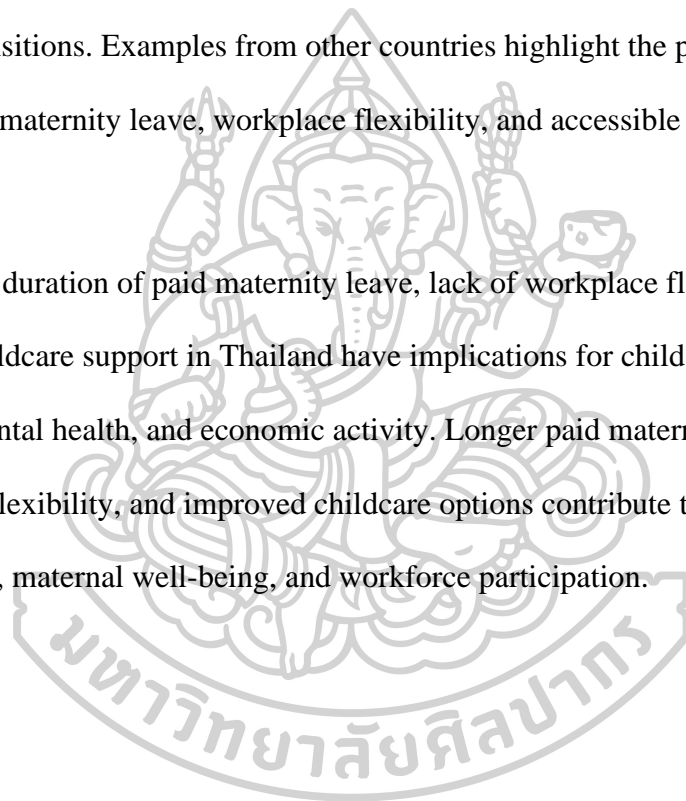 sitions. Examples from other countries highlight the p
maternity leave, workplace flexibility, and accessible
duration of paid maternity leave, lack of workplace fl
ldcare support in Thailand have implications for child
ntal health, and economic activity. Longer paid matern
lexibility, and improved childcare options contribute t
, maternal well-being, and workforce participation.
มหาวิทยาลัยศิลปากร